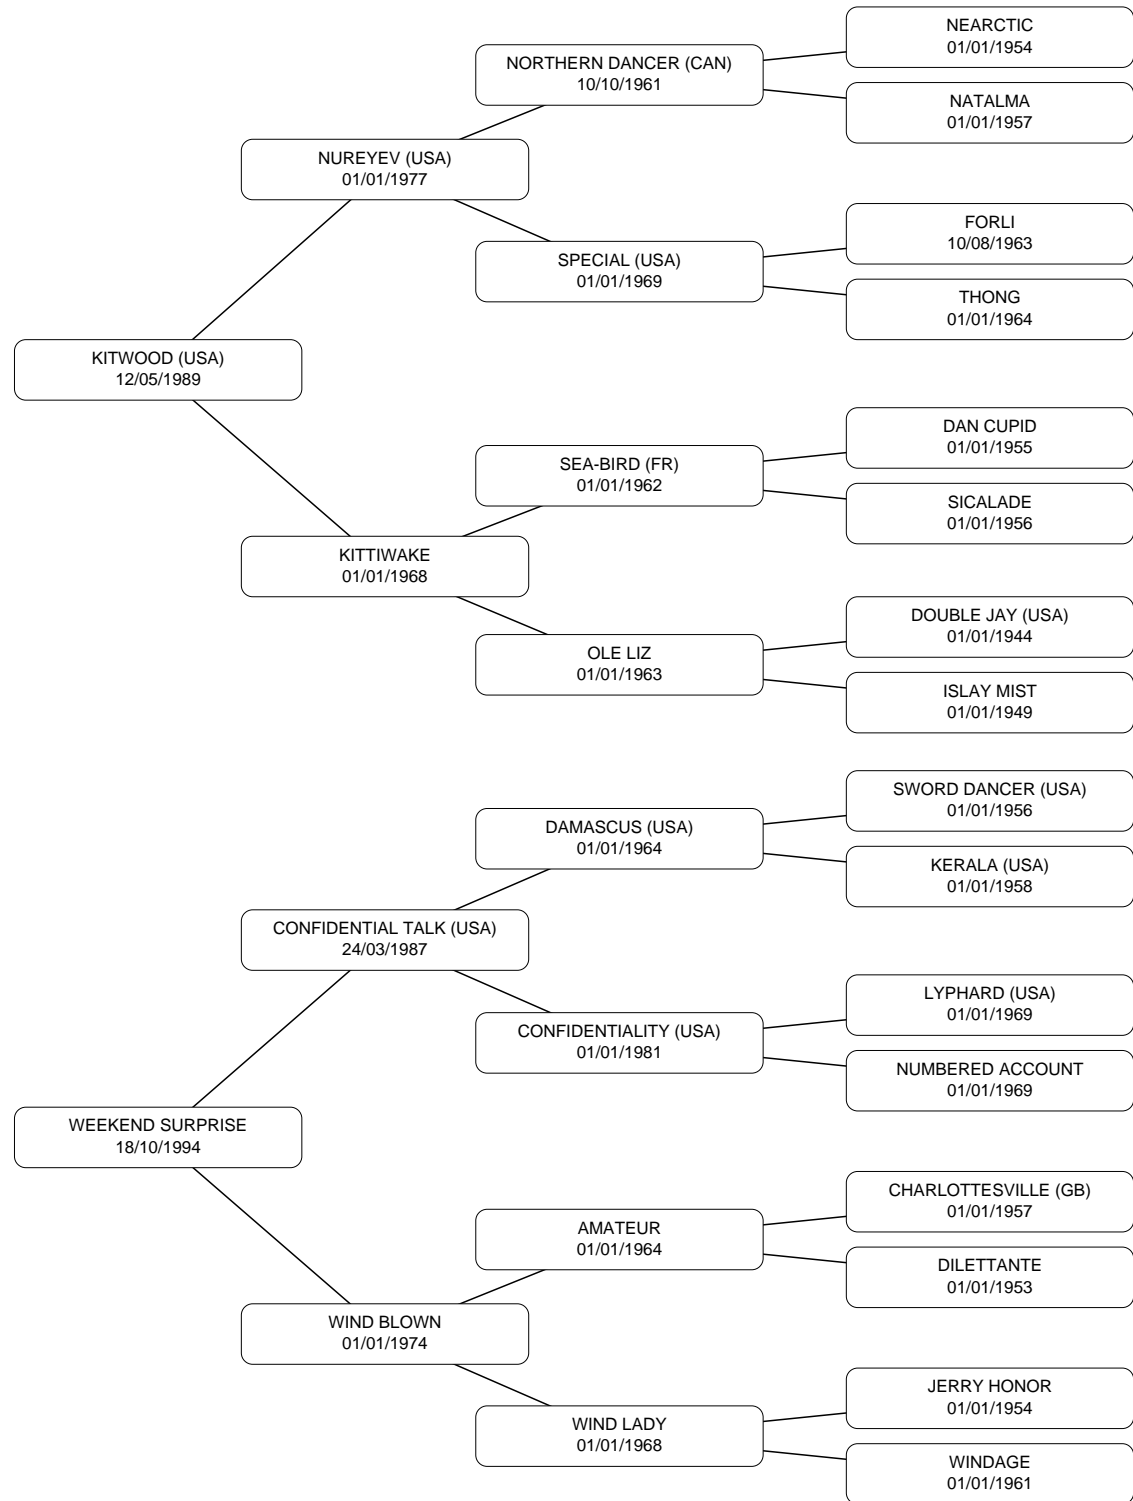 NEARCTIC
01/01/1954
NORTHERN DANCER (CAN)
10/10/1961
NATALMA
01/01/1957
NUREYEV (USA)
01/01/1977
FORLI
10/08/1963
SPECIAL (USA)
01/01/1969
THONG
01/01/1964
KITWOOD (USA)
12/05/1989
DAN CUPID
01/01/1955
SEA-BIRD (FR)
01/01/1962
SICALADE
01/01/1956
KITTIWAKE
01/01/1968
DOUBLE JAY (USA)
01/01/1944
OLE LIZ
01/01/1963
ISLAY MIST
01/01/1949
SWORD DANCER (USA)
01/01/1956
DAMASCUS (USA)
01/01/1964
KERALA (USA)
01/01/1958
CONFIDENTIAL TALK (USA)
24/03/1987
LYPHARD (USA)
01/01/1969
CONFIDENTIALITY (USA)
01/01/1981
NUMBERED ACCOUNT
01/01/1969
WEEKEND SURPRISE
18/10/1994
CHARLOTTESVILLE (GB)
01/01/1957
AMATEUR
01/01/1964
DILETTANTE
01/01/1953
WIND BLOWN
01/01/1974
JERRY HONOR
01/01/1954
WIND LADY
01/01/1968
WINDAGE
01/01/1961